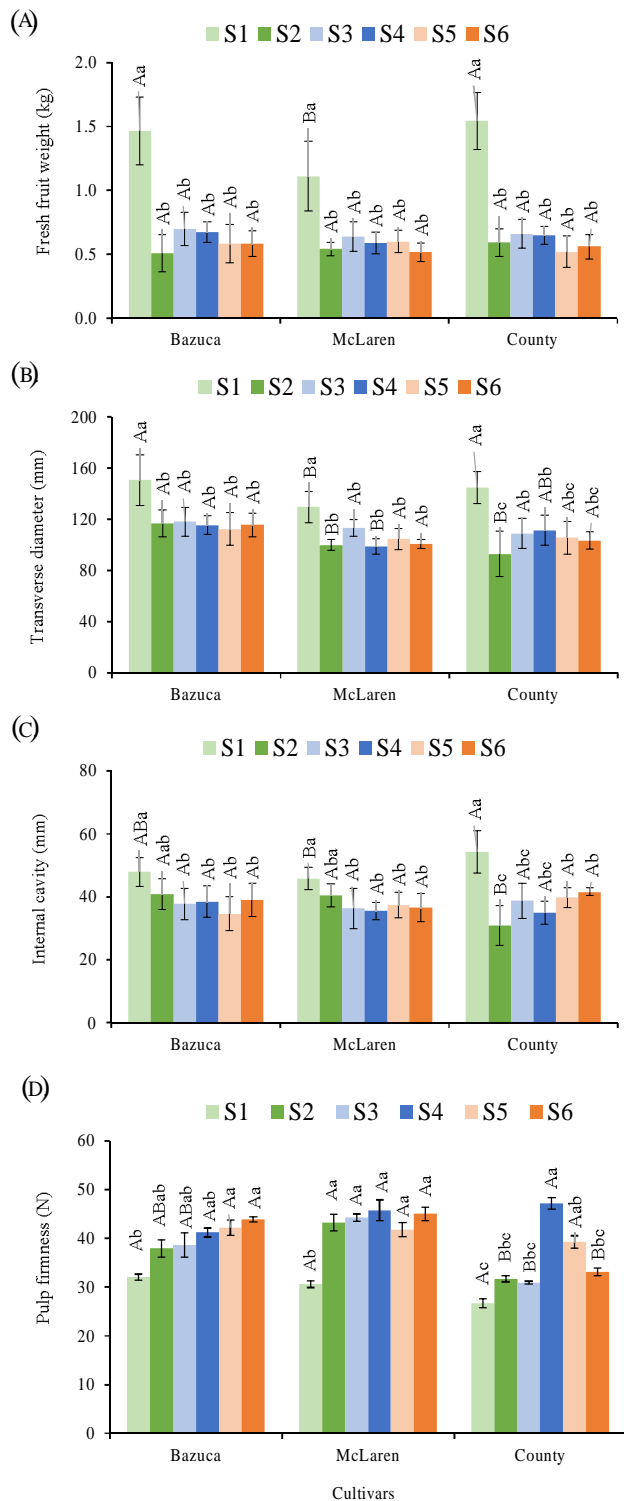 (A)
S1 S2 S3 S4 S5 S6
Fresh fruit weight (kg)
2.0
1.5
1.0
0.5
0.0
Aa Ab Ab Ab Ab Ab
Ba Ab Ab Ab Ab Ab
Aa Ab Ab Ab Ab Ab
Bazuca McLaren County
(B).
S1 S2 S3 S4 S5 S6
Transverse diameter (mm)
200
160
120
80
40
0
Aa Ab Ab Ab Ab Ab
Ba Bb Ab Bb Ab Ab
Aa Bc Ab ABb Abc Abc
Bazuca McLaren County
(C)
S1 S2 S3 S4 S5 S6
Internal cavity (mm)
80
60
40
20
0
ABa Aab Ab Ab Ab Ab
Ba Aba Ab Ab Ab Ab
Aa Bc Abc Abc Ab Ab
Bazuca McLaren County
(D)
S1 S2 S3 S4 S5 S6
Pulp firmness (N)
60
50
40
30
20
10
0
Ab ABab ABab Aab Aa Aa
Ab Aa Aa Aa Aa Aa
Ac Bbc Bbc Aa Aab Bbc
Bazuca McLaren County
Cultivars